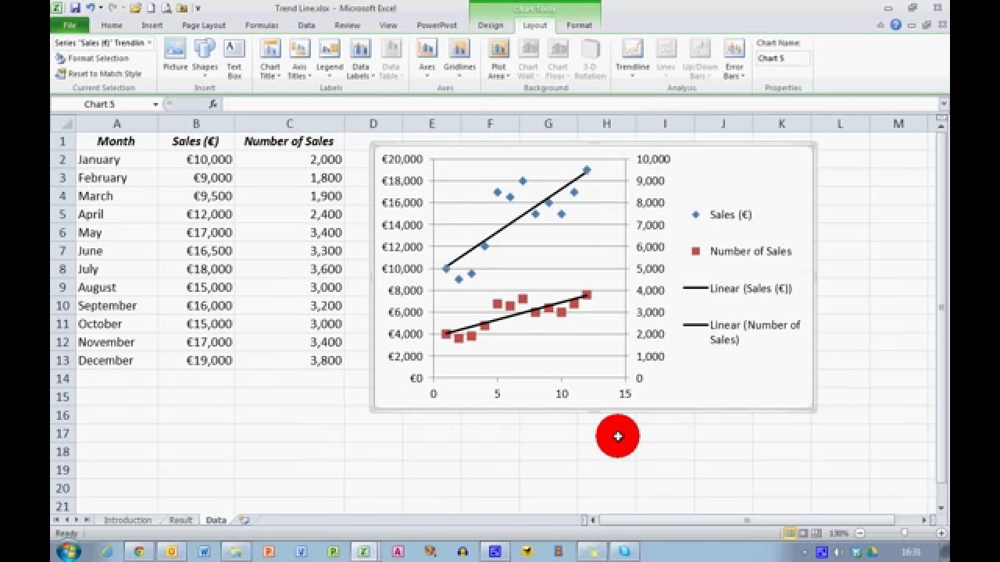 Trend Line.xlsx - Microsoft Excel
Chart Tools
File Home Insert Page Layout Formulas Data Review View PowerPivot Design Layout Format
Series "Sales (€)" Trendlin
Format Selection
Reset to Match Style
Current Selection
Picture Shapes Text Box
Insert
Chart Title Axis Titles Legend Data Labels Data Table
Labels
Axes Gridlines
Axes
Plot Area Chart Wall Chart Floor 3-D Rotation
Background
Trendline Lines Up/Down Bars Error Bars
Analysis
Chart Name:
Chart 5
Properties
Chart 5 fx
A B C D E F G H I J K L M
1 Month Sales (€) Number of Sales
2 January €10,000 2,000
3 February €9,000 1,800
4 March €9,500 1,900
5 April €12,000 2,400
6 May €17,000 3,400
7 June €16,500 3,300
8 July €18,000 3,600
9 August €15,000 3,000
10 September €16,000 3,200
11 October €15,000 3,000
12 November €17,000 3,400
13 December €19,000 3,800
14
15
16
17
18
19
20
21
€20,000 10,000
€18,000 9,000
€16,000 8,000
€14,000 7,000
€12,000 6,000
€10,000 5,000
€8,000 4,000
€6,000 3,000
€4,000 2,000
€2,000 1,000
€0 0
0 5 10 15
Sales (€)
Number of Sales
Linear (Sales (€))
Linear (Number of
Sales)
Introduction Result Data
Ready 130%
16:31